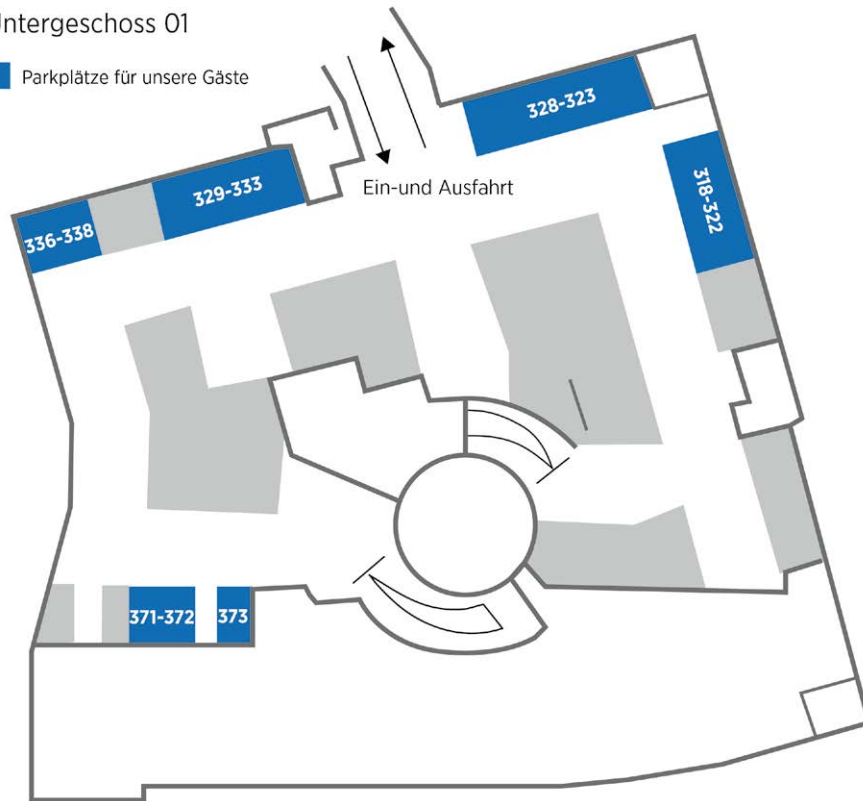 Untergeschoss 01
Parkplätze für unsere Gäste
328-323
318-322
Ein-und Ausfahrt
329-333
336-338
371-372
373